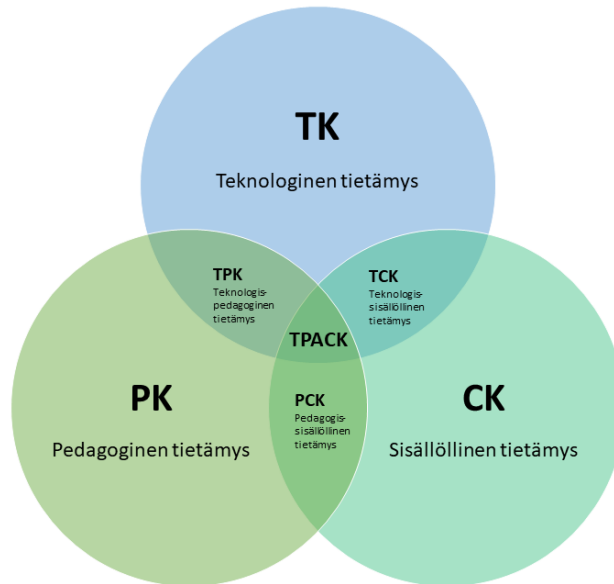 TK
Teknologinen tietämys
TPK
Teknologis-
pedagoginen
tietämys
TCK
Teknologis-
sisällöllinen
tietämys
TPACK
PK
Pedagoginen tietämys
PCK
Pedagogis-
sisällöllinen
tietämys
CK
Sisällöllinen tietämys